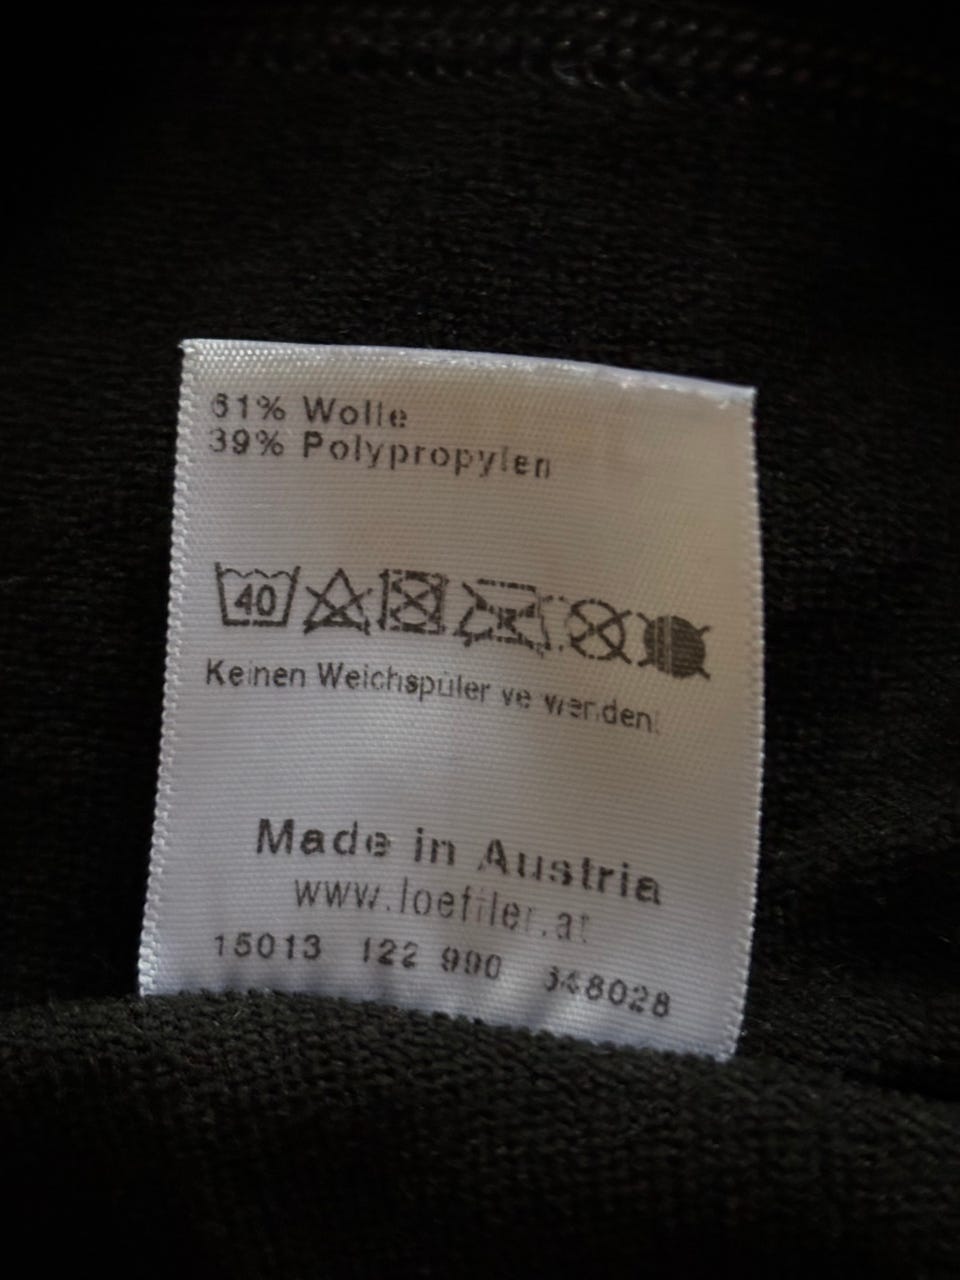 61% Wolle
39% Polypropylen
40
Keinen Weichspüler verwenden!
Made in Austria
www.loeffler.at
15013 122 990 348028